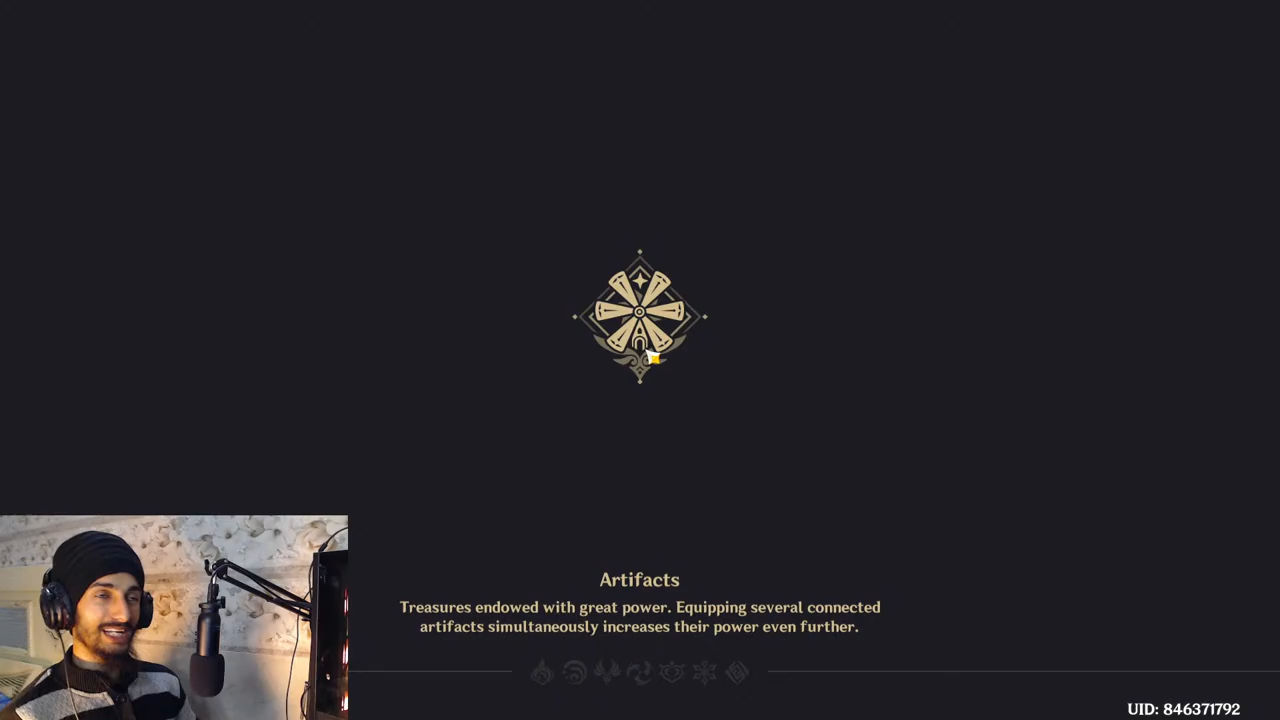 Artifacts
Treasures endowed with great power. Equipping several connected
artifacts simultaneously increases their power even further.
UID: 846371792